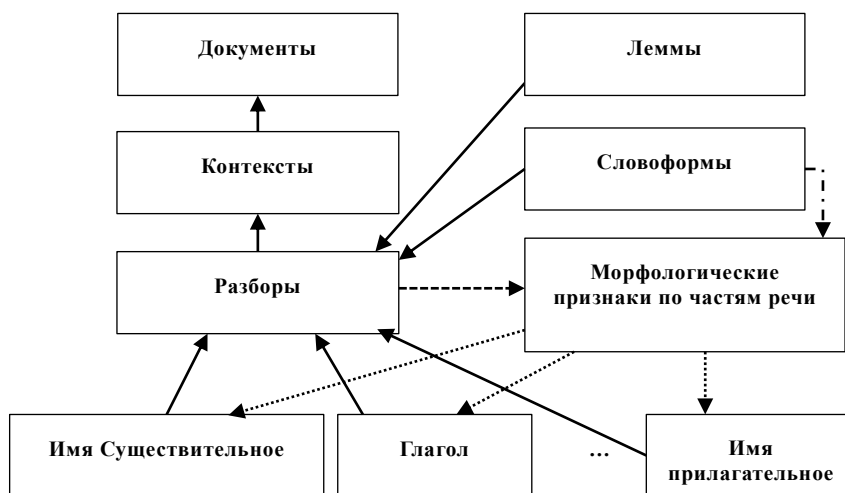 Документы
Леммы
Контексты
Словоформы
Разборы
Морфологические
признаки по частям речи
Имя Существительное
Глагол
...
Имя
прилагательное